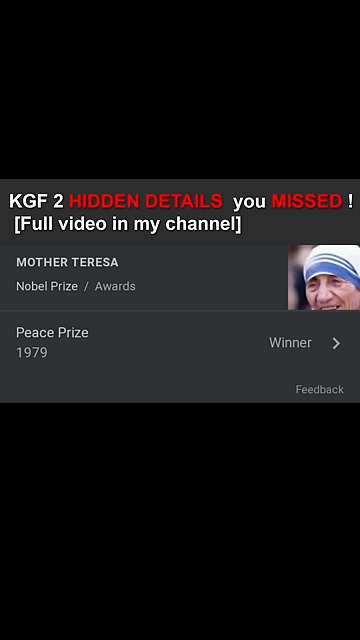 KGF 2 HIDDEN DETAILS you MISSED !
[Full video in my channel]
MOTHER TERESA
Nobel Prize / Awards
Peace Prize
1979
Winner
Feedback